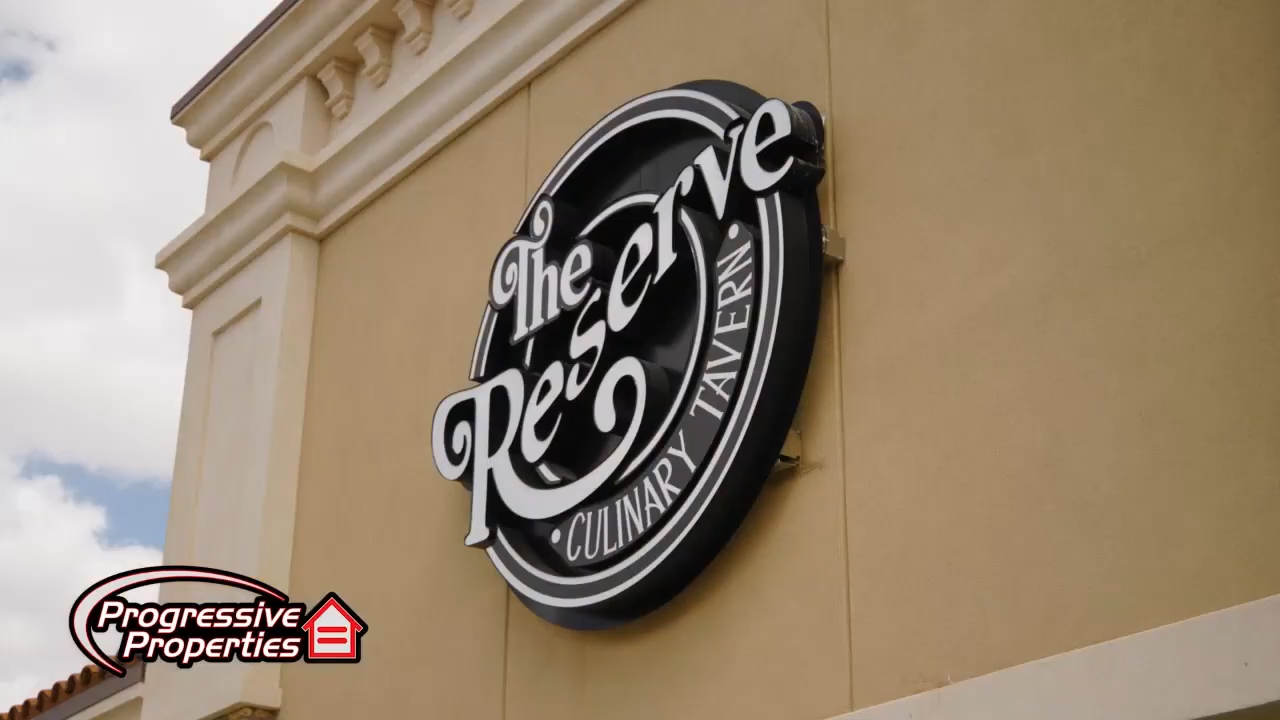 The
Reserve
• CULINARY TAVERN •
Progressive
Properties